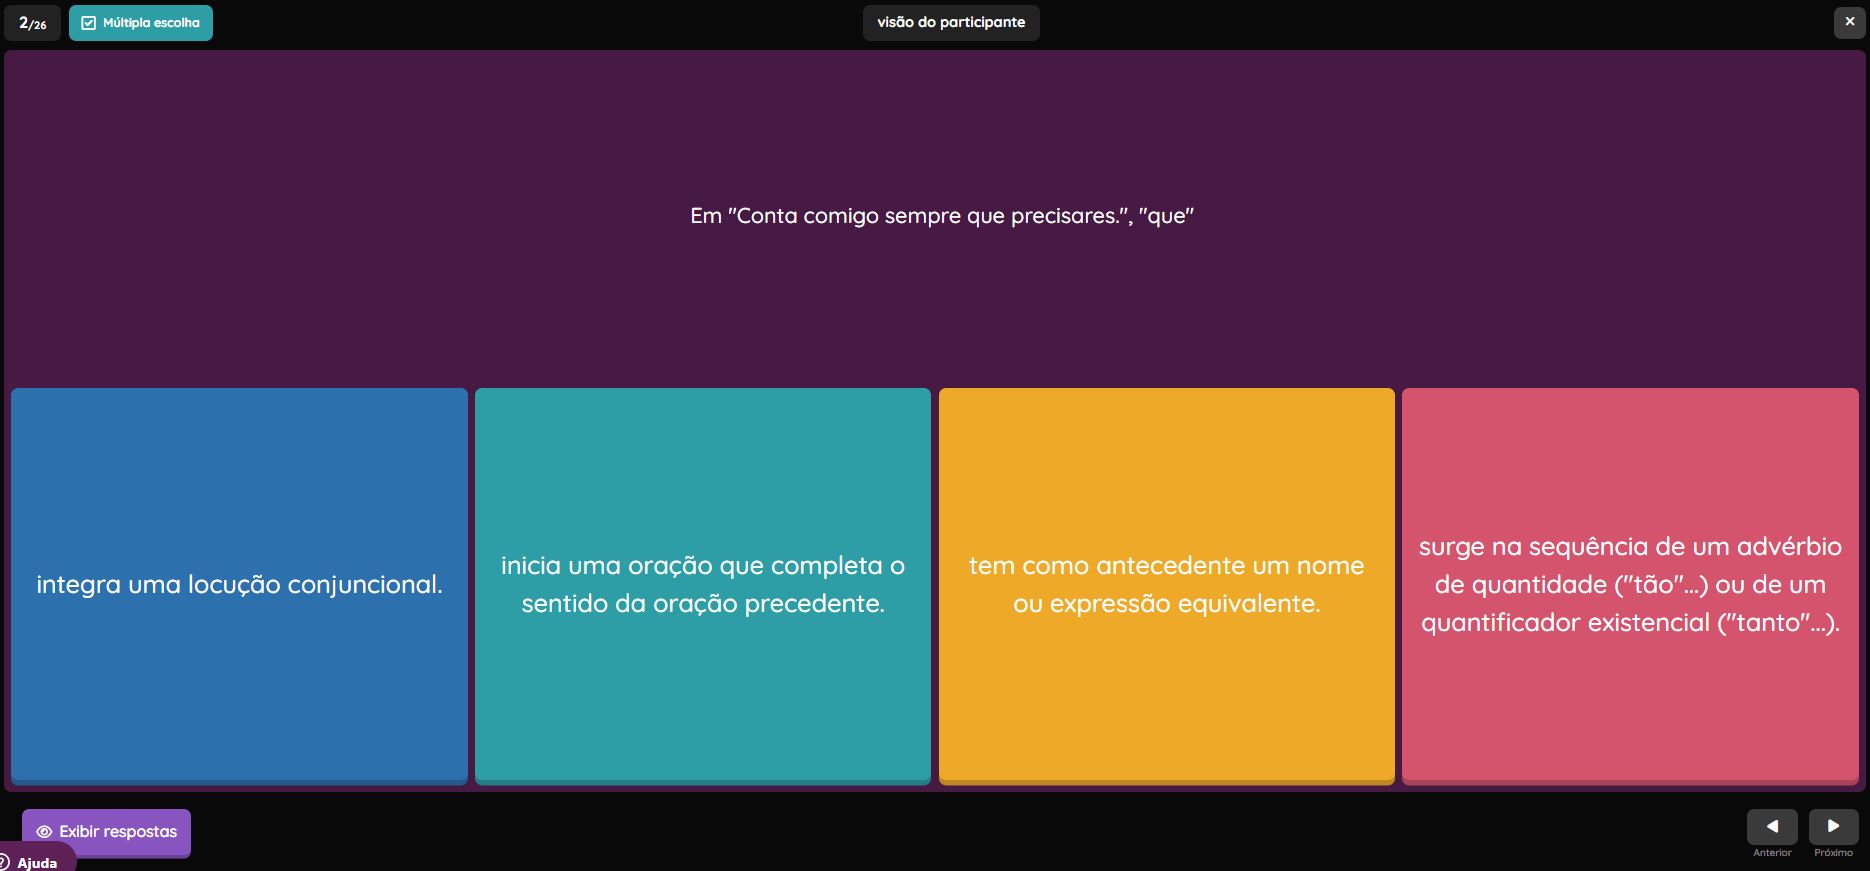 2/26
Múltipla escolha
visão do participante
×
Em "Conta comigo sempre que precisares.", "que"
integra uma locução conjuncional.
inicia uma oração que completa o
sentido da oração precedente.
tem como antecedente um nome
ou expressão equivalente.
surge na sequência de um advérbio
de quantidade ("tão"...) ou de um
quantificador existencial ("tanto"...).
Exibir respostas
? Ajuda
Anterior
Próximo